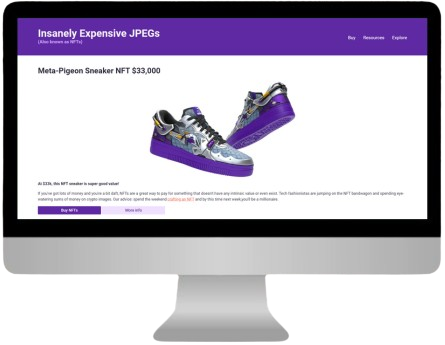 Insanely Expensive JPEGs
(Also known as NFTs)
Buy Resources Explore
Meta-Pigeon Sneaker NFT $33,000
At $33k, this NFT sneaker is super good value!
If you've got lots of money and you're a bit daft, NFTs are a great way to pay for something that doesn't have any intrinsic value or even exist. Tech fashionistas are jumping on the NFT bandwagon and spending eye-
watering sums of money on crypto images. Our advice: spend the weekend crafting an NFT and by this time next week you'll be a millionaire.
Buy NFTs
More info